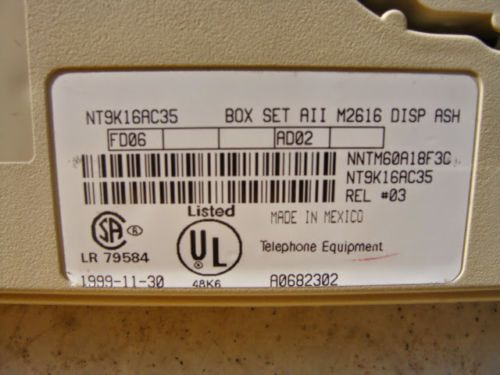 NT9K16AC35 BOX SET AII M2616 DISP ASH
FD06 AD02
NNTM60A18F3C
NT9K16AC35
REL #03
Listed
MADE IN MEXICO
SA
UL
LR 79584
Telephone Equipment
1999-11-30 48K6 A0682302